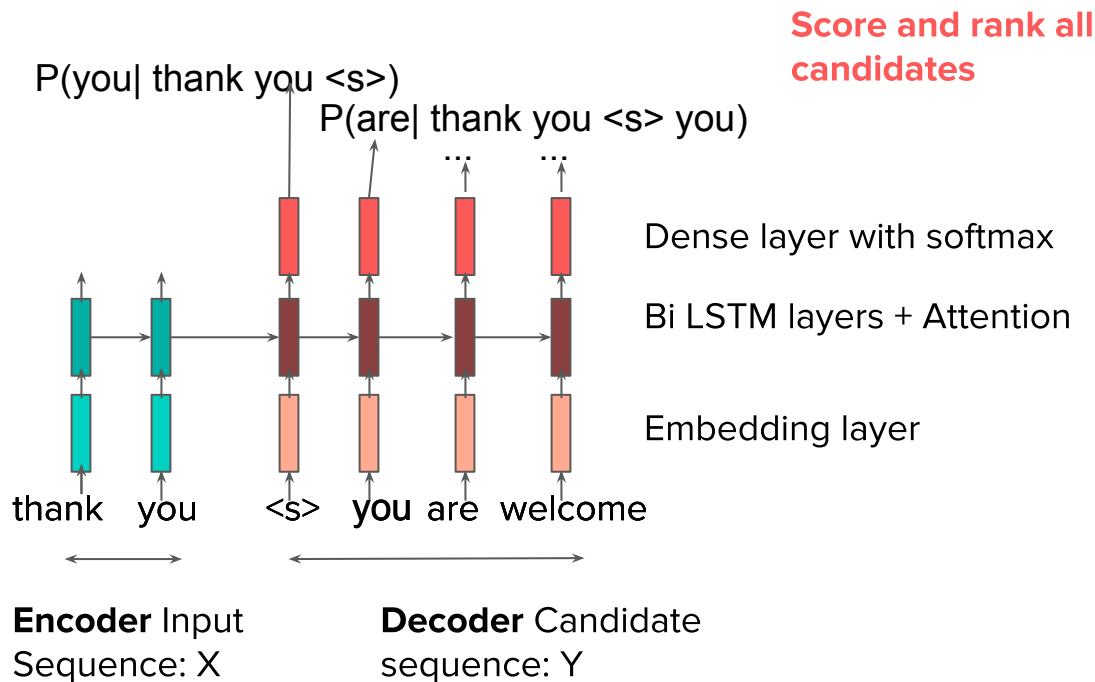 Score and rank all
candidates
P(you| thank you <s>)
P(are| thank you <s> you)
... ...
Dense layer with softmax
Bi LSTM layers + Attention
Embedding layer
thank you <s> you are welcome
Encoder Input
Sequence: X
Decoder Candidate
sequence: Y